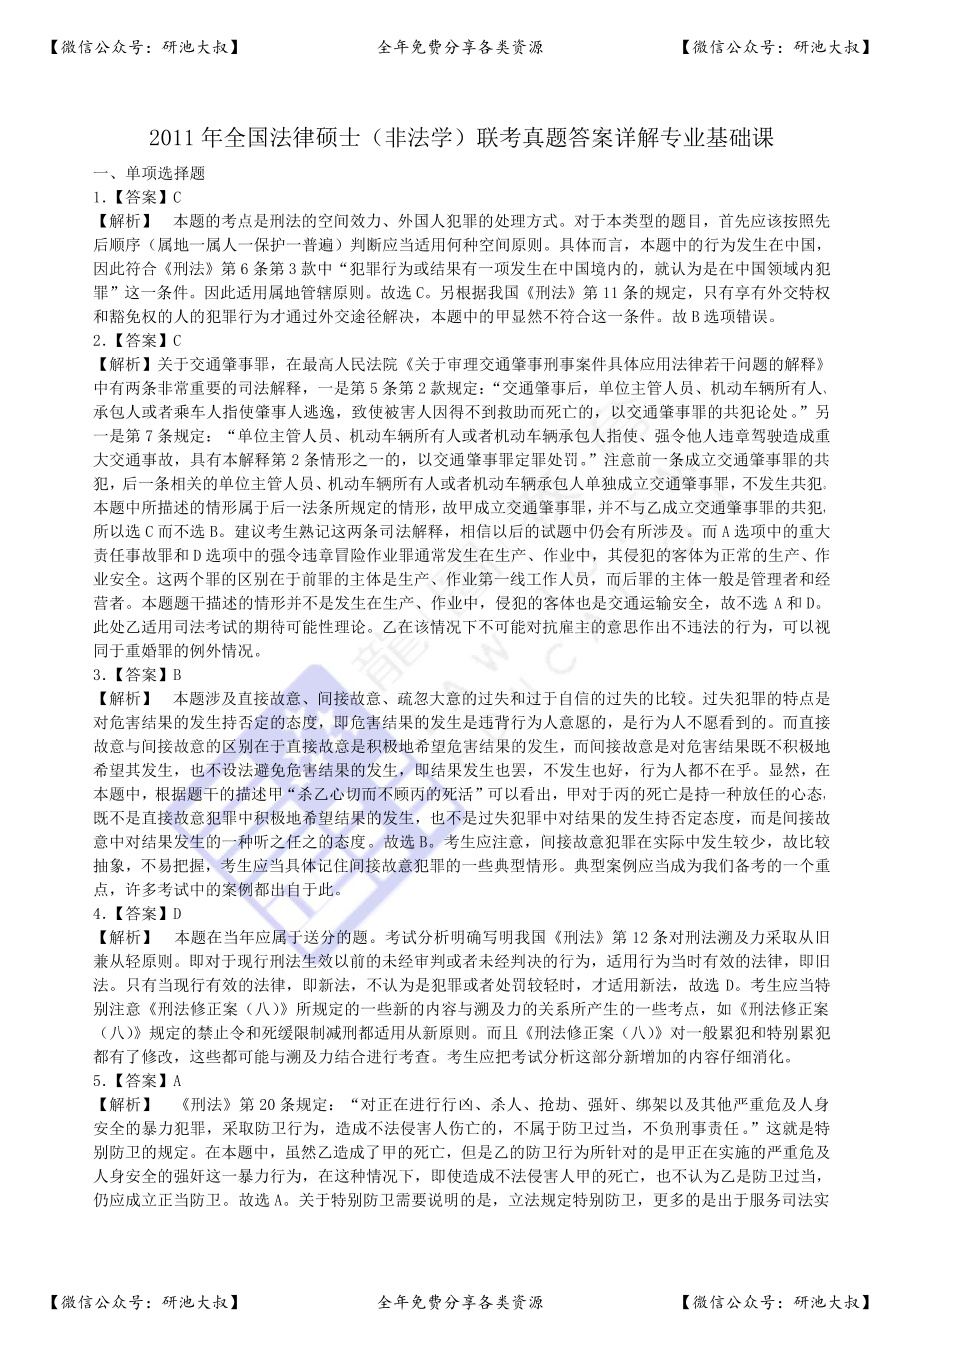 【微信公众号：研池大叔】 全年免费分享各类资源 【微信公众号：研池大叔】
2011 年全国法律硕士（非法学）联考真题答案详解专业基础课
一、单项选择题
1.【答案】C
【解析】 本题的考点是刑法的空间效力、外国人犯罪的处理方式。对于本类型的题目，首先应该按照先
后顺序（属地—属人—保护—普遍）判断应当适用何种空间原则。具体而言，本题中的行为发生在中国，
因此符合《刑法》第 6 条第 3 款中“犯罪行为或结果有一项发生在中国境内的，就认为是在中国领域内犯
罪”这一条件。因此适用属地管辖原则。故选 C。另根据我国《刑法》第 11 条的规定，只有享有外交特权
和豁免权的人的犯罪行为才通过外交途径解决，本题中的甲显然不符合这一条件。故 B 选项错误。
2.【答案】C
【解析】关于交通肇事罪，在最高人民法院《关于审理交通肇事刑事案件具体应用法律若干问题的解释》
中有两条非常重要的司法解释，一是第 5 条第 2 款规定：“交通肇事后，单位主管人员、机动车辆所有人、
承包人或者乘车人指使肇事人逃逸，致使被害人因得不到救助而死亡的，以交通肇事罪的共犯论处。”另
一是第 7 条规定：“单位主管人员、机动车辆所有人或者机动车辆承包人指使、强令他人违章驾驶造成重
大交通事故，具有本解释第 2 条情形之一的，以交通肇事罪定罪处罚。”注意前一条成立交通肇事罪的共
犯，后一条相关的单位主管人员、机动车辆所有人或者机动车辆承包人单独成立交通肇事罪，不发生共犯。
本题中所描述的情形属于后一法条所规定的情形，故甲成立交通肇事罪，并不与乙成立交通肇事罪的共犯，
所以选 C 而不选 B。建议考生熟记这两条司法解释，相信以后的试题中仍会有所涉及。而 A 选项中的重大
责任事故罪和 D 选项中的强令违章冒险作业罪通常发生在生产、作业中，其侵犯的客体为正常的生产、作
业安全。这两个罪的区别在于前罪的主体是生产、作业第一线工作人员，而后罪的主体一般是管理者和经
营者。本题题干描述的情形并不是发生在生产、作业中，侵犯的客体也是交通运输安全，故不选 A 和 D。
此处乙适用司法考试的期待可能性理论。乙在该情况下不可能对抗雇主的意思作出不违法的行为，可以视
同于重婚罪的例外情况。
3.【答案】B
【解析】 本题涉及直接故意、间接故意、疏忽大意的过失和过于自信的过失的比较。过失犯罪的特点是
对危害结果的发生持否定的态度，即危害结果的发生是违背行为人意愿的，是行为人不愿看到的。而直接
故意与间接故意的区别在于直接故意是积极地希望危害结果的发生，而间接故意是对危害结果既不积极地
希望其发生，也不设法避免危害结果的发生，即结果发生也罢，不发生也好，行为人都不在乎。显然，在
本题中，根据题干的描述甲“杀乙心切而不顾丙的死活”可以看出，甲对于丙的死亡是持一种放任的心态，
既不是直接故意犯罪中积极地希望结果的发生，也不是过失犯罪中对结果的发生持否定态度，而是间接故
意中对结果发生的一种听之任之的态度。故选 B。考生应注意，间接故意犯罪在实际中发生较少，故比较
抽象，不易把握，考生应当具体记住间接故意犯罪的一些典型情形。典型案例应当成为我们备考的一个重
点，许多考试中的案例都出自于此。
4.【答案】D
【解析】 本题在当年应属于送分的题。考试分析明确写明我国《刑法》第 12 条对刑法溯及力采取从旧
兼从轻原则。即对于现行刑法生效以前的未经审判或者未经判决的行为，适用行为当时有效的法律，即旧
法。只有当现行有效的法律，即新法，不认为是犯罪或者处罚较轻时，才适用新法，故选 D。考生应当特
别注意《刑法修正案（八）》所规定的一些新的内容与溯及力的关系所产生的一些考点，如《刑法修正案
（八）》规定的禁止令和死缓限制减刑都适用从新原则。而且《刑法修正案（八）》对一般累犯和特别累犯
都有了修改，这些都可能与溯及力结合进行考查。考生应把考试分析这部分新增加的内容仔细消化。
5.【答案】A
【解析】 《刑法》第 20 条规定：“对正在进行行凶、杀人、抢劫、强奸、绑架以及其他严重危及人身
安全的暴力犯罪，采取防卫行为，造成不法侵害人伤亡的，不属于防卫过当，不负刑事责任。”这就是特
别防卫的规定。在本题中，虽然乙造成了甲的死亡，但是乙的防卫行为所针对的是甲正在实施的严重危及
人身安全的强奸这一暴力行为，在这种情况下，即使造成不法侵害人甲的死亡，也不认为乙是防卫过当，
仍应成立正当防卫。故选 A。关于特别防卫需要说明的是，立法规定特别防卫，更多的是出于服务司法实
【微信公众号：研池大叔】 全年免费分享各类资源 【微信公众号：研池大叔】